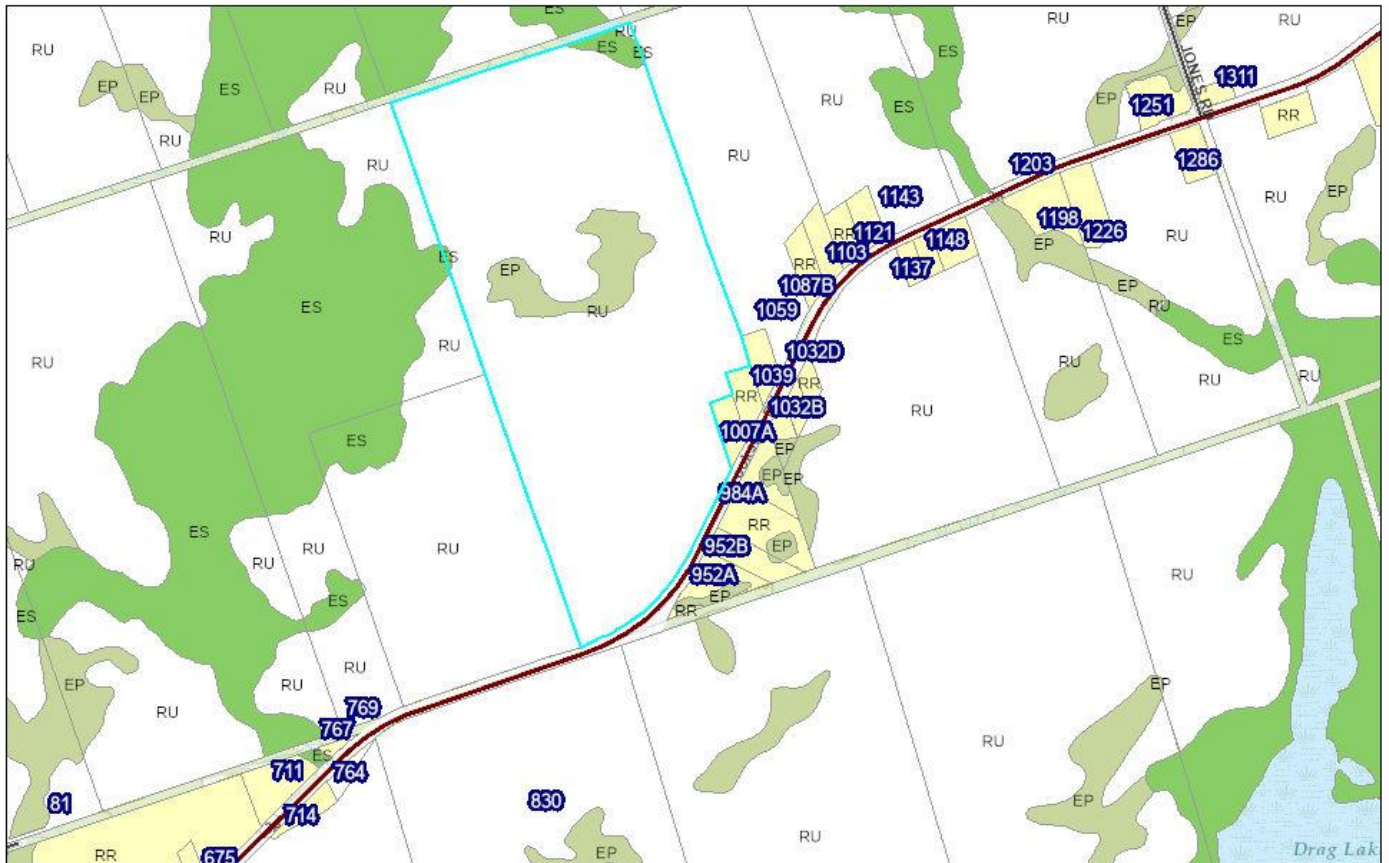 ES
RU
RU
RU
EP
RU
ES
ES
RU
JONES RD
1311
EP
EP
ES
RU
RU
ES
EP
1251
RR
RU
RU
RU
1286
EP
1203
1143
RU
RU
RR
1121
1198
1226
RU
1148
EP
ES
RR
1103
1137
EP
EP
1087B
ES
RU
1059
RU
RU
ES
RU
1032D
RU
RU
1039
RR
RU
RU
RR
1032B
RU
ES
1007A
EP
EP
EP
984A
ES
RR
RU
RU
952B
EP
RU
RU
952A
RU
ES
EP
ES
RR
RU
EP
RU
EP
RU
769
767
RU
ES
711
764
EP
81
830
714
RU
EP
RR
675
EP
Drag Lak